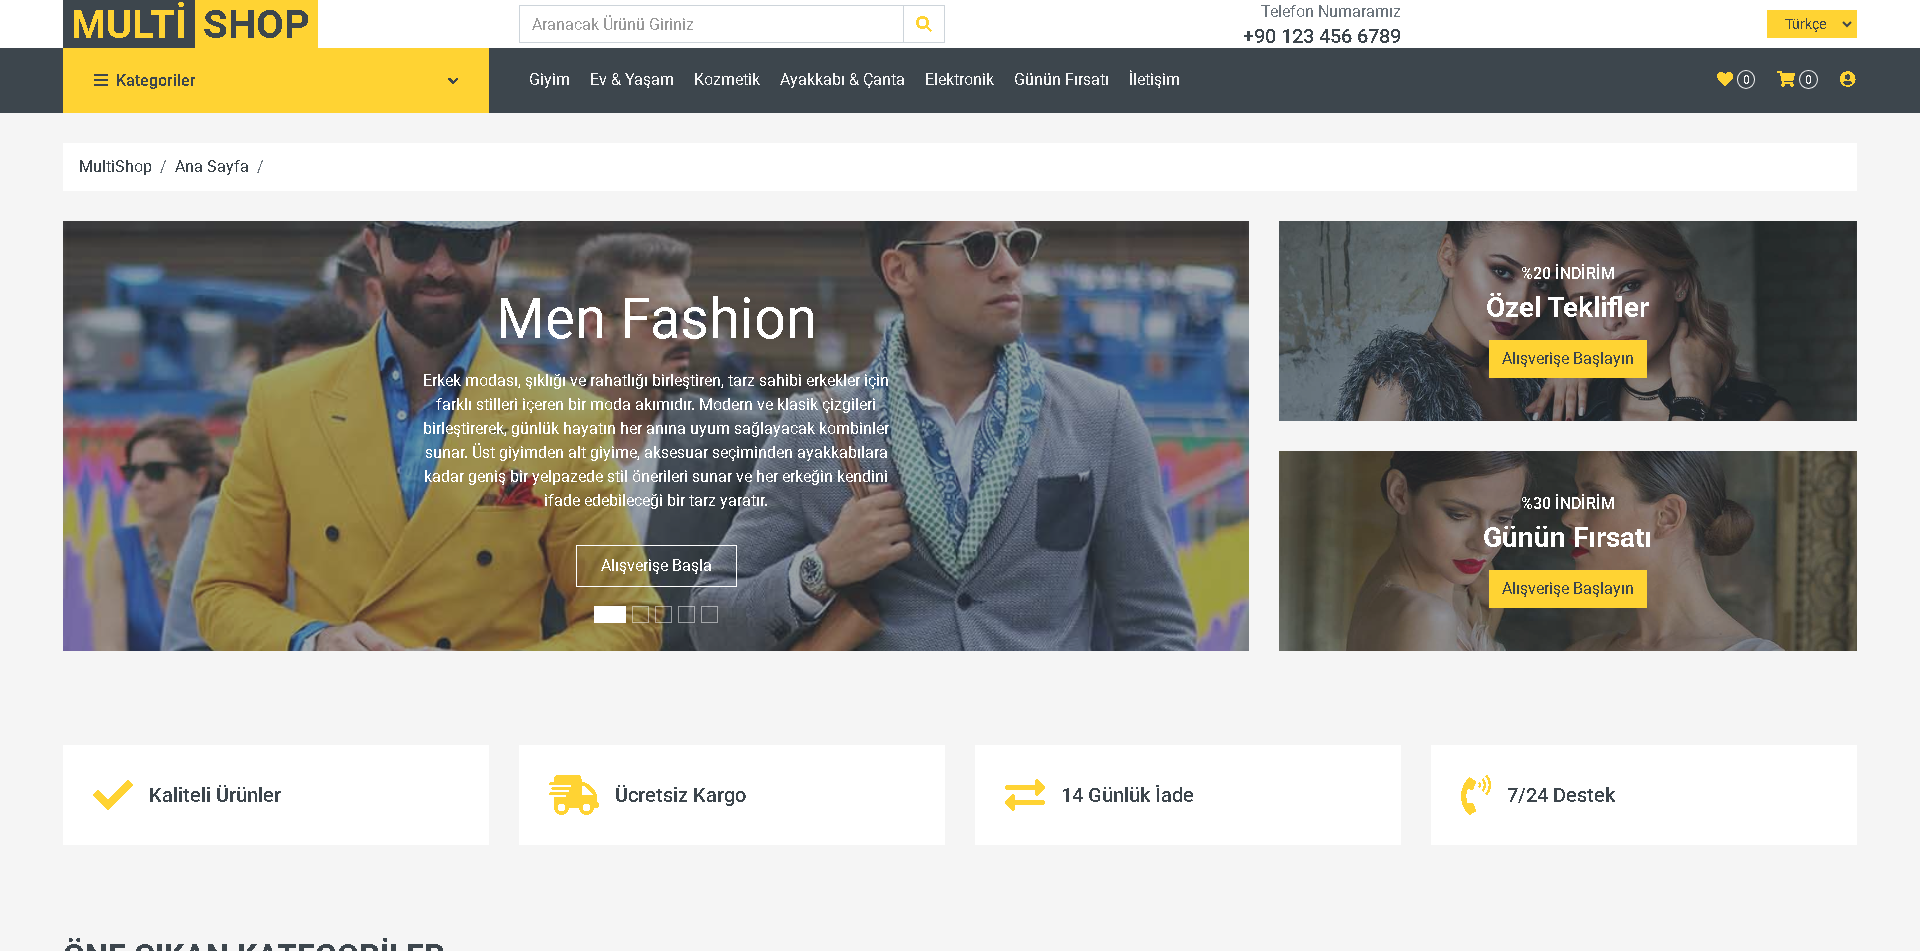 MULTİ SHOP
Aranacak Ürünü Giriniz
Telefon Numaramız
+90 123 456 6789
Türkçe
Kategoriler
Giyim Ev & Yaşam Kozmetik Ayakkabı & Çanta Elektronik Günün Fırsatı İletişim
0 0
MultiShop / Ana Sayfa /
Men Fashion
Erkek modası, şıklığı ve rahatlığı birleştiren, tarz sahibi erkekler için
farklı stilleri içeren bir moda akımıdır. Modern ve klasik çizgileri
birleştirerek, günlük hayatın her anına uyum sağlayacak kombinler
sunar. Üst giyimden alt giyime, aksesuar seçiminden ayakkabılara
kadar geniş bir yelpazede stil önerileri sunar ve her erkeğin kendini
ifade edebileceği bir tarz yaratır.
Alışverişe Başla
%20 İNDİRİM
Özel Teklifler
Alışverişe Başlayın
%30 İNDİRİM
Günün Fırsatı
Alışverişe Başlayın
Kaliteli Ürünler
Ücretsiz Kargo
14 Günlük İade
7/24 Destek
ÖNE ÇIKAN KATEGORİLER